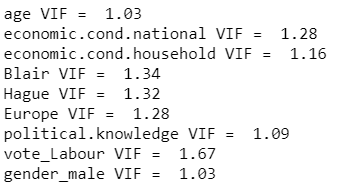 age VIF =  1.03
economic.cond.national VIF =  1.28
economic.cond.household VIF =  1.16
Blair VIF =  1.34
Hague VIF =  1.32
Europe VIF =  1.28
political.knowledge VIF =  1.09
vote_Labour VIF =  1.67
gender_male VIF =  1.03